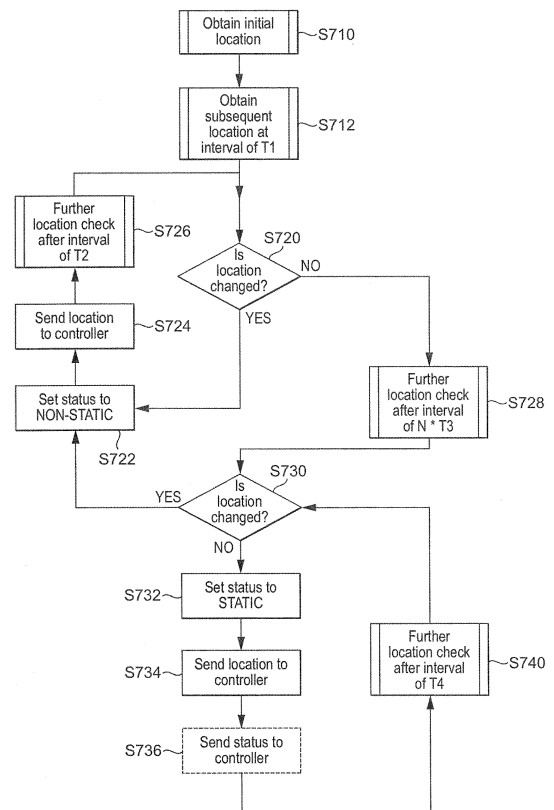 Obtain initial
location
S710
Obtain
subsequent
location at
interval of T1
S712
Further
location check
after interval
of T2
S726
S720
Is
location
changed?
NO
YES
Send location
to controller
S724
Set status to
NON-STATIC
S722
Further
location check
after interval
of N * T3
S728
S730
Is
location
changed?
YES
NO
S732
Set status to
STATIC
S734
Send location to
controller
S736
Send status to
controller
Further
location check
after interval
of T4
S740